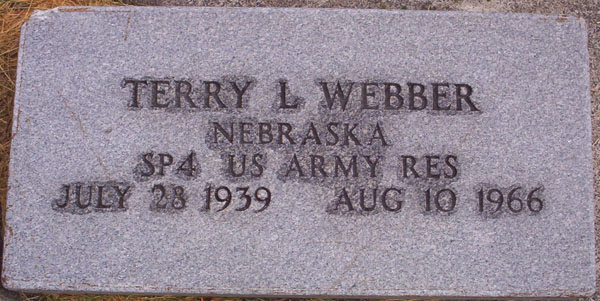 TERRY L WEBBER
NEBRASKA
SP4 US ARMY RES
JULY 28 1939 AUG 10 1966